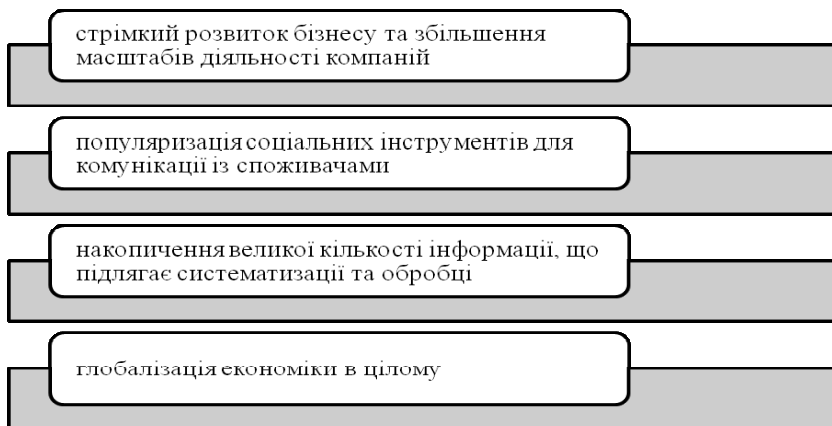 стрімкий розвиток бізнесу та збільшення
масштабів діяльності компаній
популяризація соціальних інструментів для
комунікації із споживачами
накопичення великої кількості інформації, що
підлягає систематизації та обробці
глобалізація економіки в цілому